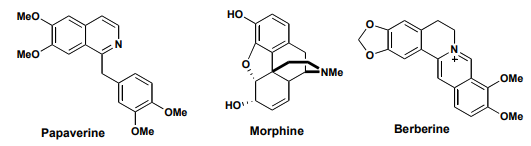 MeO
MeO
N
OMe
OMe
Papaverine
HO
O
NMe
HO
Morphine
O
O
N
+
OMe
OMe
Berberine